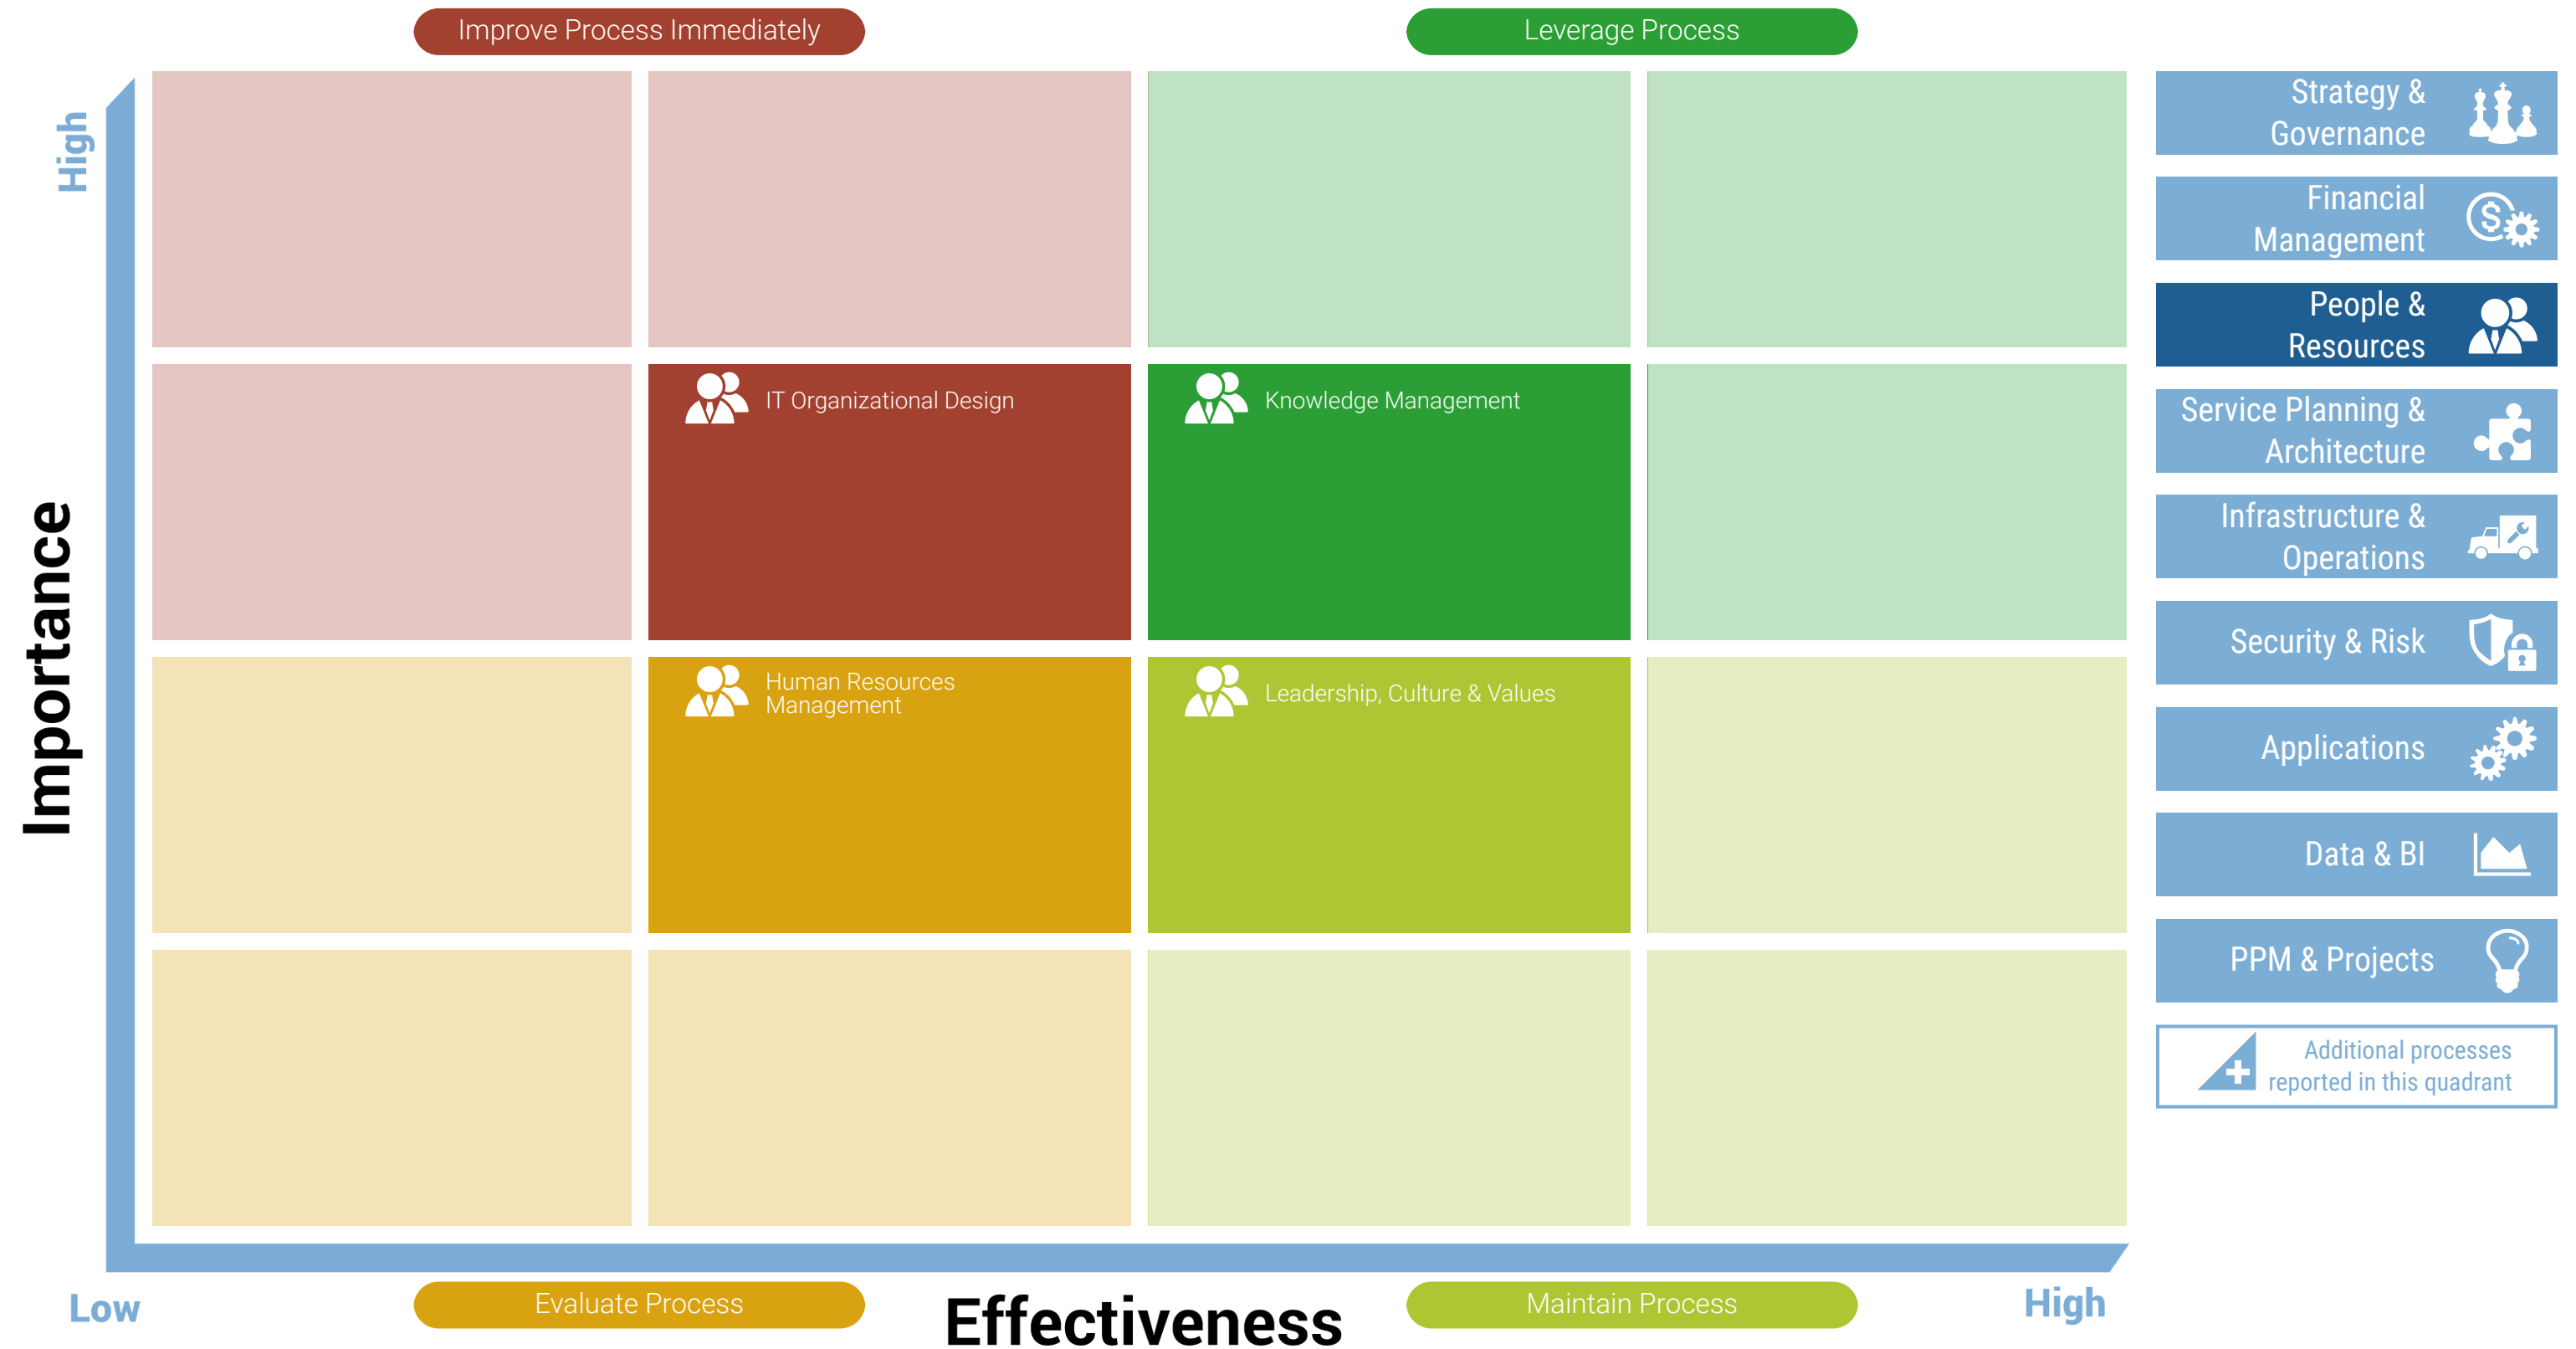 Improve Process Immediately
Leverage Process
High
Importance
IT Organizational Design
Knowledge Management
Human Resources
Management
Leadership, Culture & Values
Low
Evaluate Process
Effectiveness
Maintain Process
High
Strategy &
Governance
Financial
Management
People &
Resources
Service Planning &
Architecture
Infrastructure &
Operations
Security & Risk
Applications
Data & BI
PPM & Projects
Additional processes
reported in this quadrant